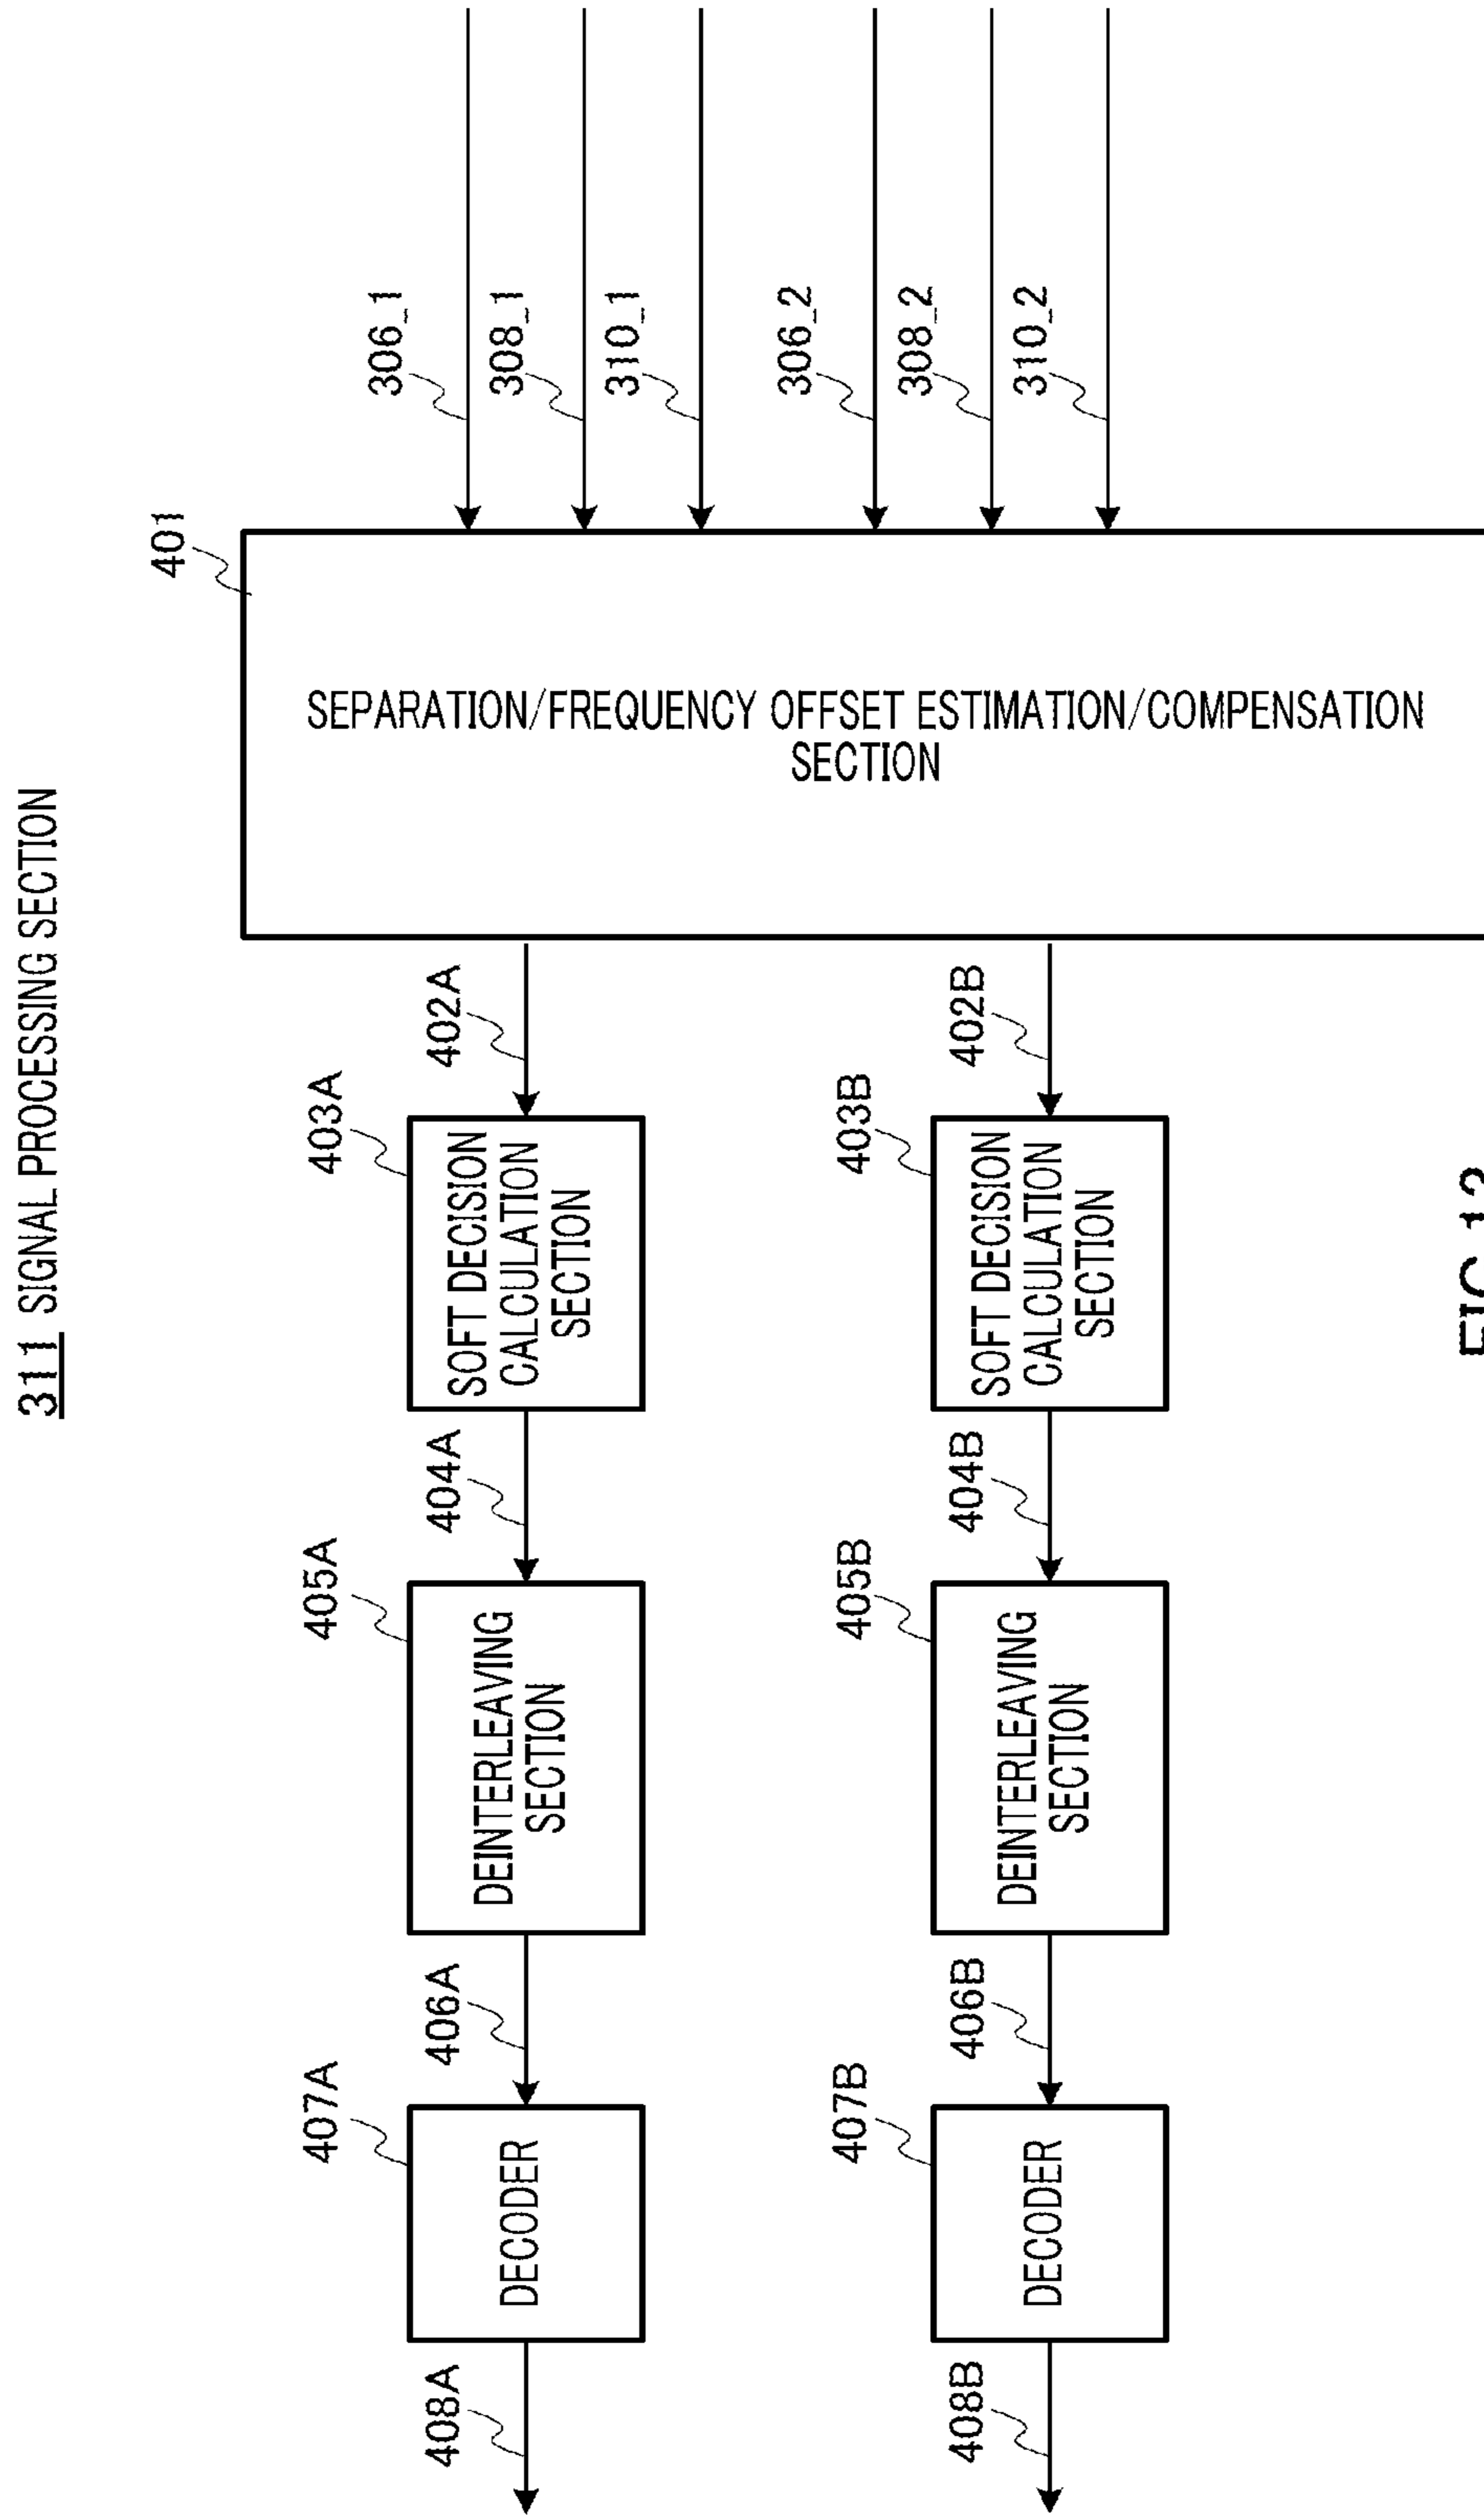 311 SIGNAL PROCESSING SECTION
401
306_1
308_1
310_1
306_2
308_2
310_2
SEPARATION/FREQUENCY OFFSET ESTIMATION/COMPENSATION
SECTION
402A
403A
SOFT DECISION
CALCULATION
SECTION
404A
405A
DEINTERLEAVING
SECTION
406A
407A
DECODER
408A
402B
403B
SOFT DECISION
CALCULATION
SECTION
404B
405B
DEINTERLEAVING
SECTION
406B
407B
DECODER
408B